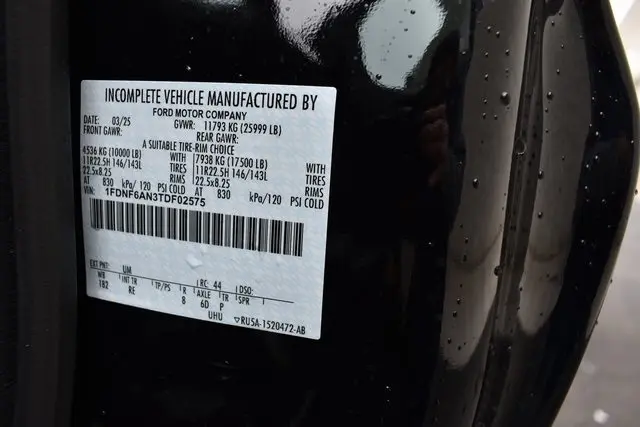 INCOMPLETE VEHICLE MANUFACTURED BY
FORD MOTOR COMPANY
DATE: 03/25 GVWR: 11793 KG (25999 LB)
FRONT GAWR: REAR GAWR:
A SUITABLE TIRE-RIM CHOICE
4536 KG (10000 LB) WITH 7938 KG (17500 LB) WITH
11R22.5H 146/143L TIRES 11R22.5H 146/143L TIRES
22.5x8.25 RIMS 22.5x8.25 RIMS
AT 830 kPa/120 PSI COLD AT 830 kPa/120 PSI COLD
VIN: 1FDNF6AN3TDF02575
EXT PNT: UM RC: 44 DSO:
WB INT TR TP/PS R AXLE TR SPR
182 RE 8 6D P
UHU ▽RU5A-1520472-AB